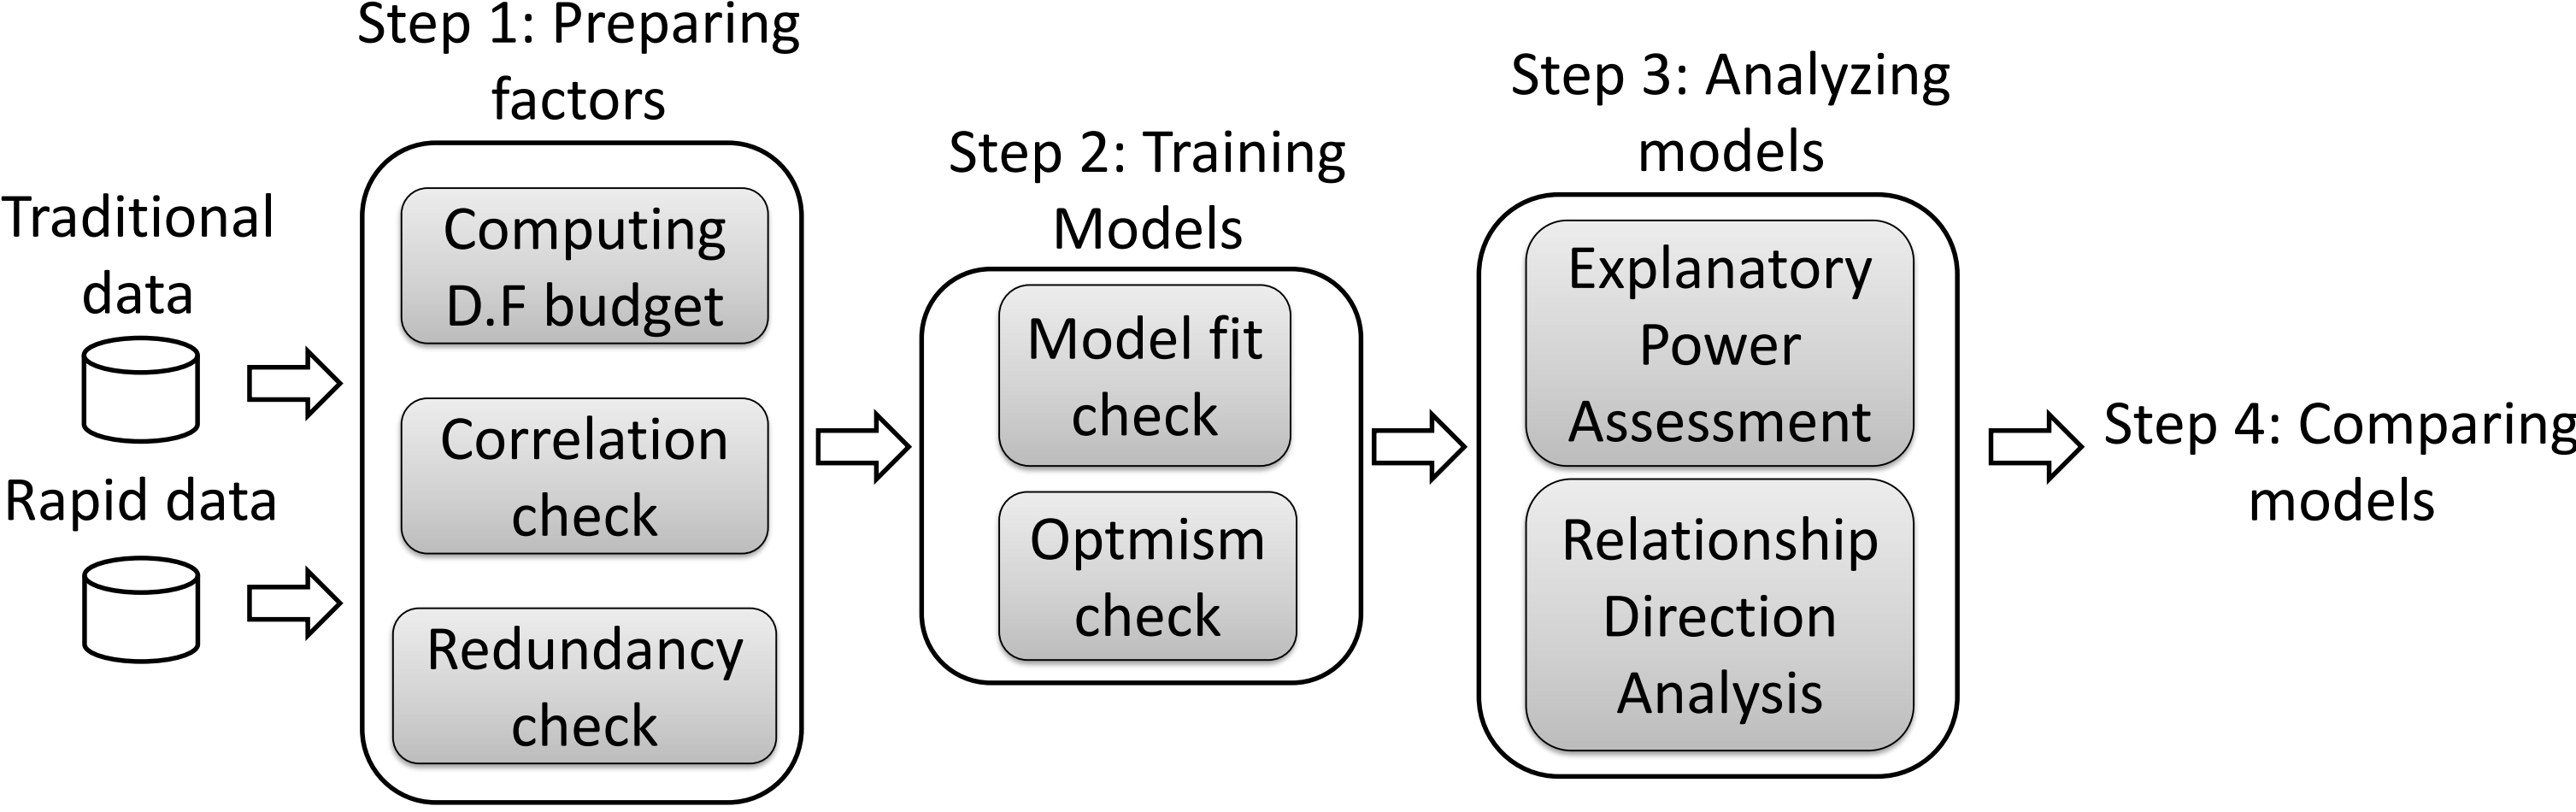 Traditional
data
Rapid data
Step 1: Preparing
factors
Computing
D.F budget
Correlation
check
Redundancy
check
Step 2: Training
Models
Model fit
check
Optmism
check
Step 3: Analyzing
models
Explanatory
Power
Assessment
Relationship
Direction
Analysis
Step 4: Comparing
models